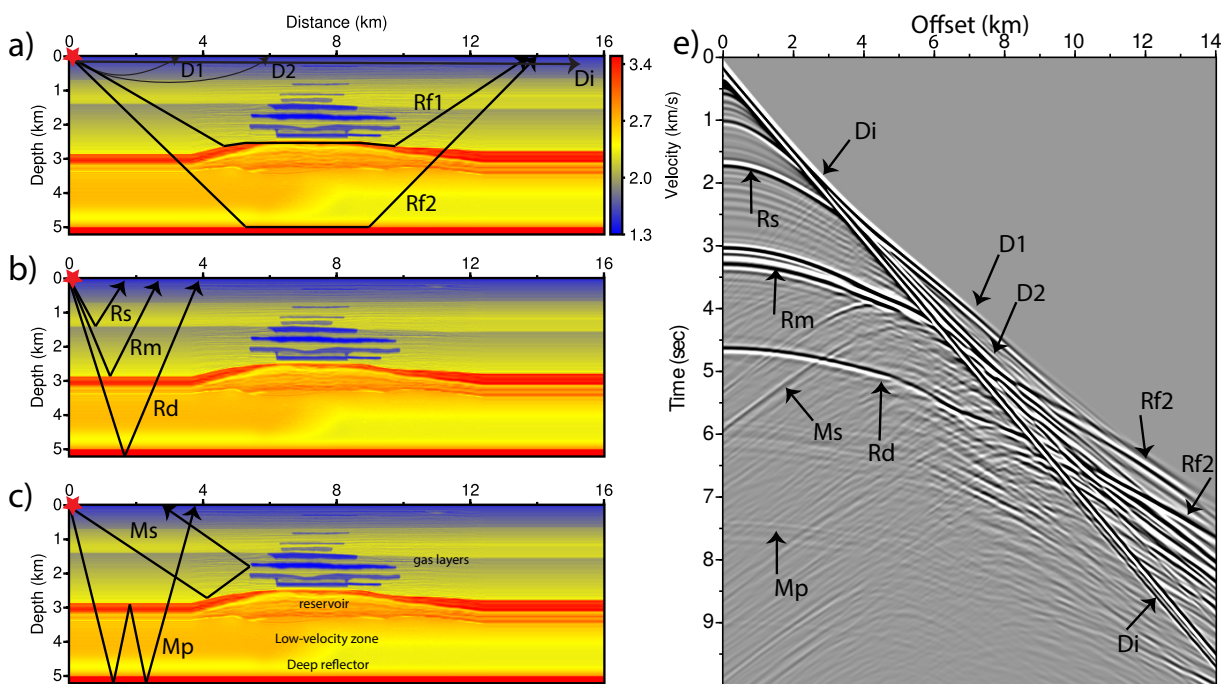 Distance (km)
0 4 8 12 16
a)
Depth (km)
0
1
2
3
4
5
D1
D2
Di
Rf1
Rf2
3.4
2.0
1.3
Velocity (km/s)
0 4 8 12 16
b)
Depth (km)
0
1
2
3
4
5
Rs
Rm
Rd
0 4 8 12 16
c)
Depth (km)
0
1
2
3
4
5
Ms
Mp
gas layers
reservoir
Low-velocity zone
Deep reflector
e)
Offset (km)
0 2 4 6 8 10 12 14
Time (sec)
0
1
2
3
4
5
6
7
8
9
Di
Rs
D1
D2
Rm
Ms
Rd
Rf2
Rf2
Mp
Di